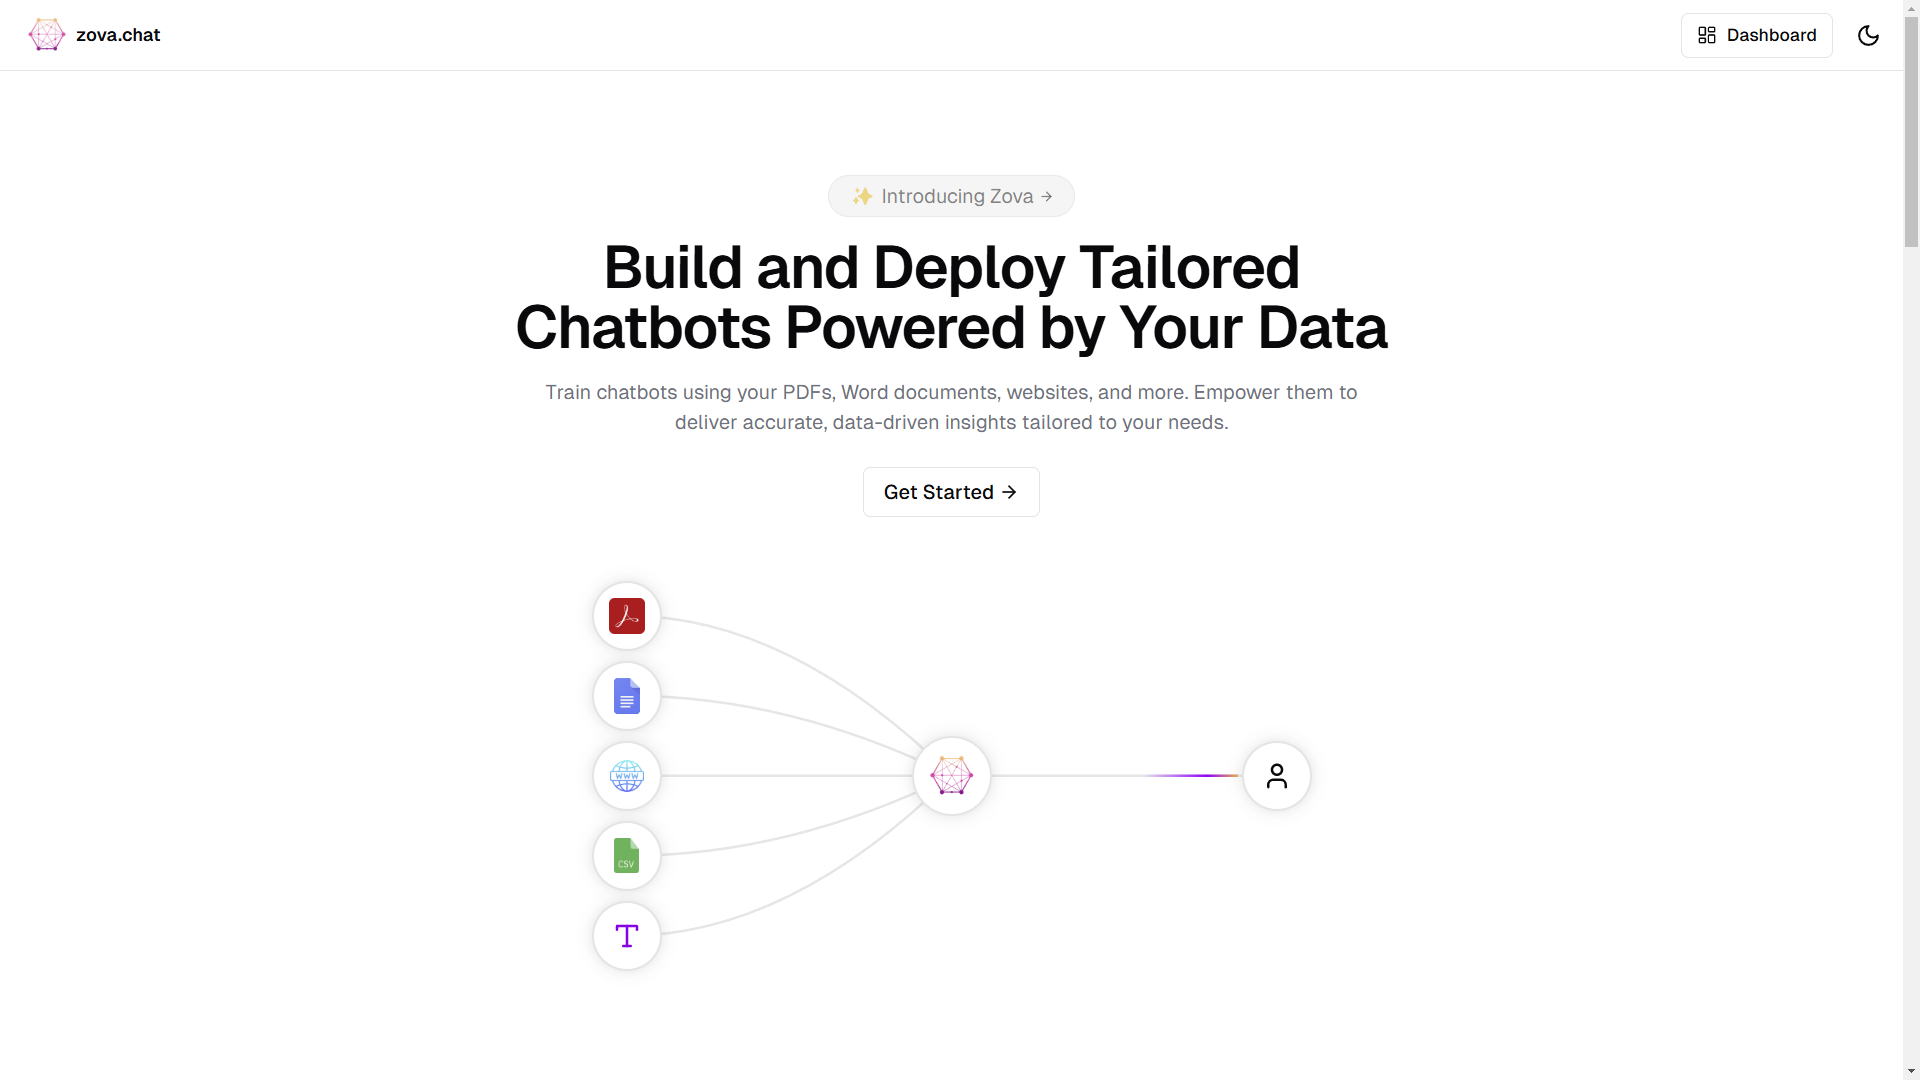 zova.chat
Dashboard
✨ Introducing Zova →
Build and Deploy Tailored
Chatbots Powered by Your Data
Train chatbots using your PDFs, Word documents, websites, and more. Empower them to
deliver accurate, data-driven insights tailored to your needs.
Get Started →
WWW
CSV
T